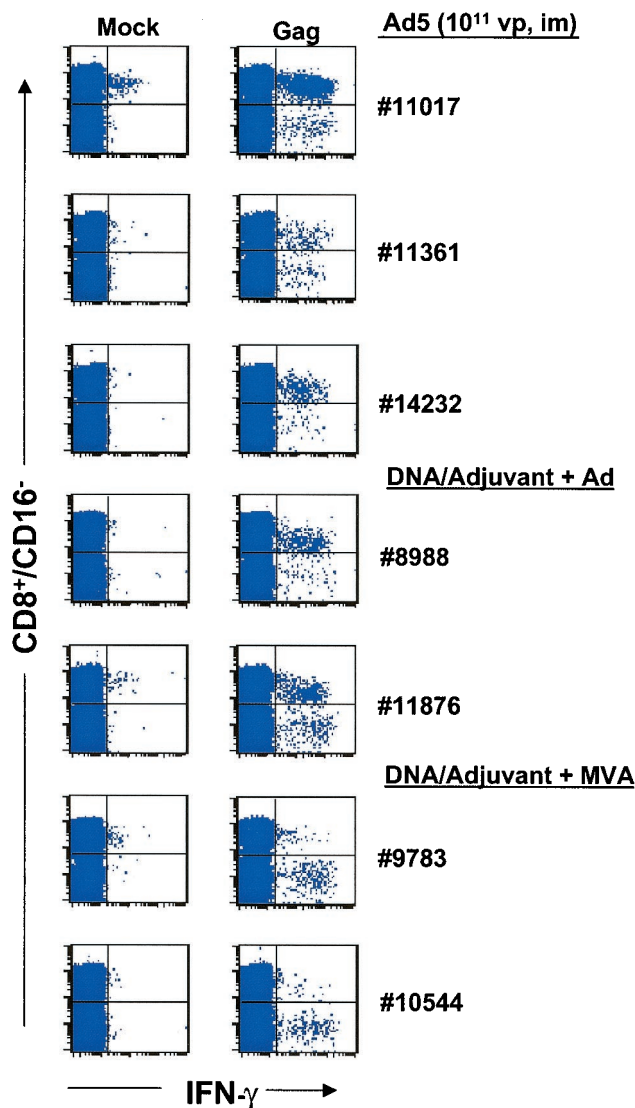 Mock Gag Ad5 (10¹¹ vp, im)
#11017
#11361
#14232
DNA/Adjuvant + Ad
#8988
#11876
DNA/Adjuvant + MVA
#9783
#10544
CD8⁺/CD16⁻
IFN-γ